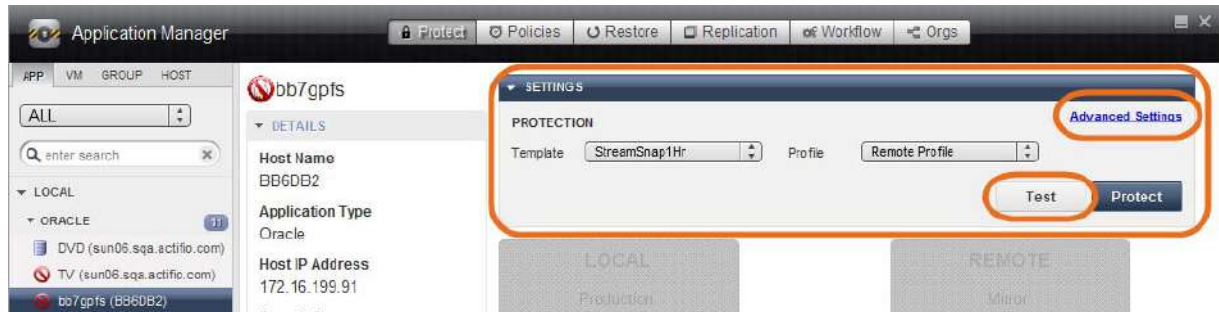 Application Manager
Protect
Policies
Restore
Replication
Workflow
Orgs
APP VM GROUP HOST
ALL
enter search
LOCAL
ORACLE 11
DVD (sun06.sqa.actifio.com)
TV (sun06.sqa.actifio.com)
bb7gpfs (BB6DB2)
bb7gpfs
DETAILS
Host Name
BB6DB2
Application Type
Oracle
Host IP Address
172.16.199.91
SETTINGS
Advanced Settings
PROTECTION
Template StreamSnap1Hr Profile Remote Profile
Test Protect
LOCAL
Production
REMOTE
Mirror